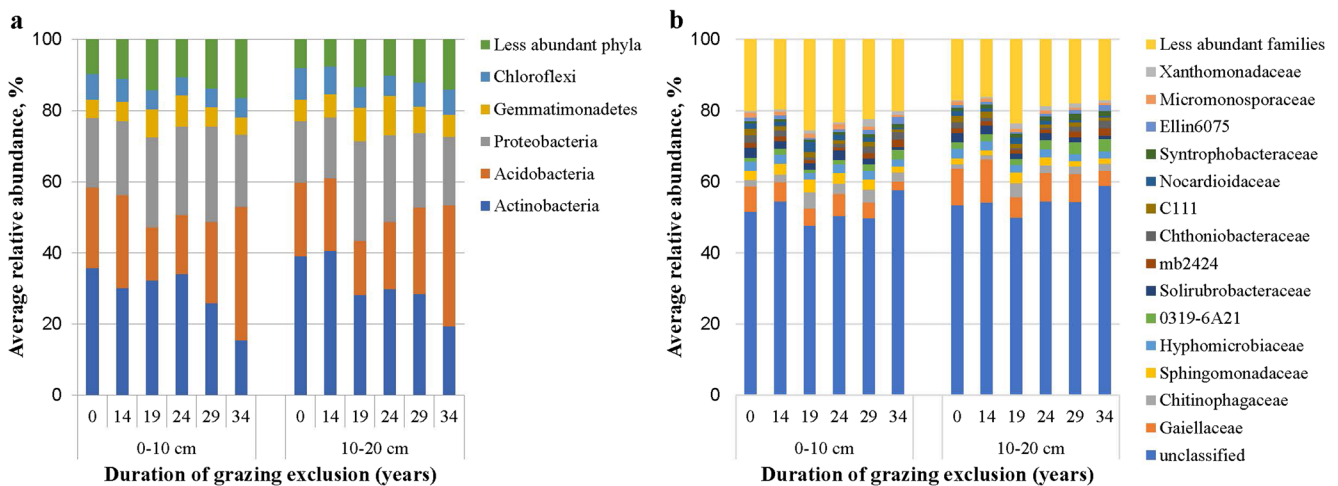 a
Average relative abundance, %
100
80
60
40
20
0
0 14 19 24 29 34 0 14 19 24 29 34
0-10 cm 10-20 cm
Duration of grazing exclusion (years)
Less abundant phyla
Chloroflexi
Gemmatimonadetes
Proteobacteria
Acidobacteria
Actinobacteria
b
Average relative abundance, %
100
80
60
40
20
0
0 14 19 24 29 34 0 14 19 24 29 34
0-10 cm 10-20 cm
Duration of grazing exclusion (years)
Less abundant families
Xanthomonadaceae
Micromonosporaceae
Ellin6075
Syntrophobacteraceae
Nocardioidaceae
C111
Chthoniobacteraceae
mb2424
Solirubrobacteraceae
0319-6A21
Hyphomicrobiaceae
Sphingomonadaceae
Chitinophagaceae
Gaiellaceae
unclassified